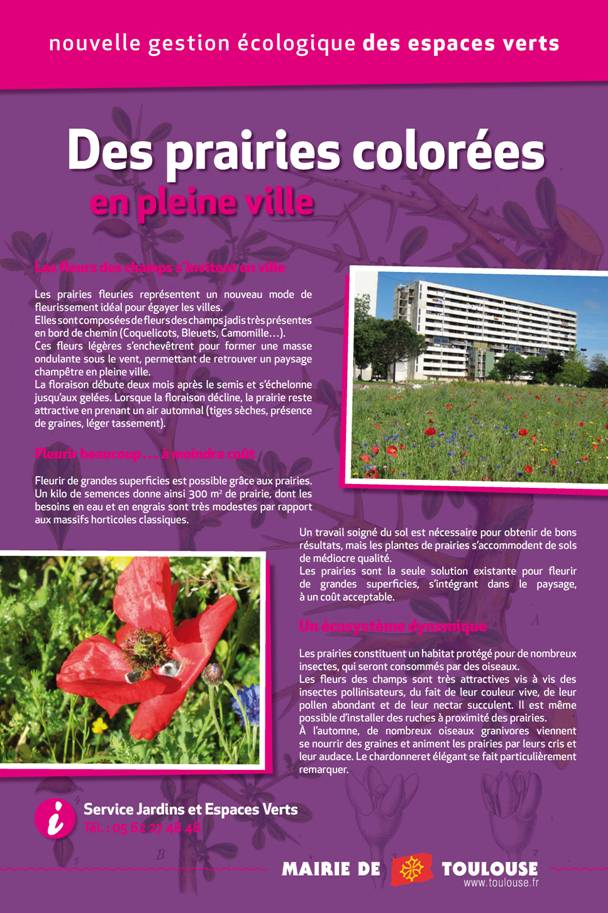 nouvelle gestion écologique des espaces verts
Des prairies colorées
en pleine ville
Les fleurs des champs s'invitent en ville
Les prairies fleuries représentent un nouveau mode de
fleurissement idéal pour égayer les villes.
Elles sont composées de fleurs des champs jadis très présentes
en bord de chemin (Coquelicots, Bleuets, Camomille…).
Ces fleurs légères s'enchevêtrent pour former une masse
ondulante sous le vent, permettant de retrouver un paysage
champêtre en pleine ville.
La floraison débute deux mois après le semis et s'échelonne
jusqu'aux gelées. Lorsque la floraison décline, la prairie reste
attractive en prenant un air automnal (tiges sèches, présence
de graines, léger tassement).
Fleurir beaucoup… à moindre coût
Fleurir de grandes superficies est possible grâce aux prairies.
Un kilo de semences donne ainsi 300 m² de prairie, dont les
besoins en eau et en engrais sont très modestes par rapport
aux massifs horticoles classiques.
Un travail soigné du sol est nécessaire pour obtenir de bons
résultats, mais les plantes de prairies s'accommodent de sols
de médiocre qualité.
Les prairies sont la seule solution existante pour fleurir
de grandes superficies, s'intégrant dans le paysage,
à un coût acceptable.
Un écosystème dynamique
Les prairies constituent un habitat protégé pour de nombreux
insectes, qui seront consommés par des oiseaux.
Les fleurs des champs sont très attractives vis à vis des
insectes pollinisateurs, du fait de leur couleur vive, de leur
pollen abondant et de leur nectar succulent. Il est même
possible d'installer des ruches à proximité des prairies.
À l'automne, de nombreux oiseaux granivores viennent
se nourrir des graines et animent les prairies par leurs cris et
leur audace. Le chardonneret élégant se fait particulièrement
remarquer.
i
Service Jardins et Espaces Verts
Tél. : 05 62 27 48 48
MAIRIE DE TOULOUSE
www.toulouse.fr